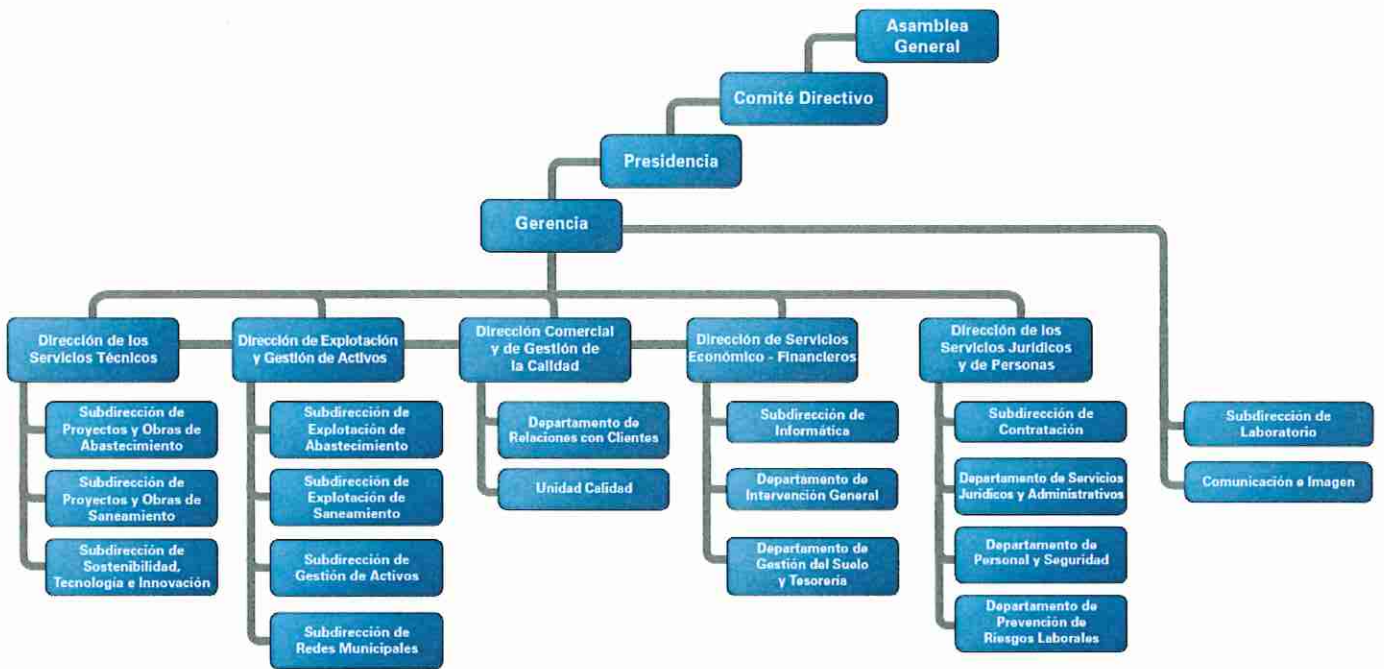 Asamblea
General
Comité Directivo
Presidencia
Gerencia
Dirección de los
Servicios Técnicos
Subdirección de
Proyectos y Obras de
Abastecimiento
Subdirección de
Proyectos y Obras de
Saneamiento
Subdirección de
Sostenibilidad,
Tecnología e Innovación
Dirección de Explotación
y Gestión de Activos
Subdirección de
Explotación de
Abastecimiento
Subdirección de
Explotación de
Saneamiento
Subdirección de
Gestión de Activos
Subdirección de
Redes Municipales
Dirección Comercial
y de Gestión de
la Calidad
Departamento de
Relaciones con Clientes
Unidad Calidad
Dirección de Servicios
Económico - Financieros
Subdirección de
Informática
Departamento de
Intervención General
Departamento de
Gestión del Suelo
y Tesorería
Dirección de los
Servicios Jurídicos
y de Personas
Subdirección de
Contratación
Departamento de Servicios
Jurídicos y Administrativos
Departamento de
Personal y Seguridad
Departamento de
Prevención de
Riesgos Laborales
Subdirección de
Laboratorio
Comunicación e Imagen